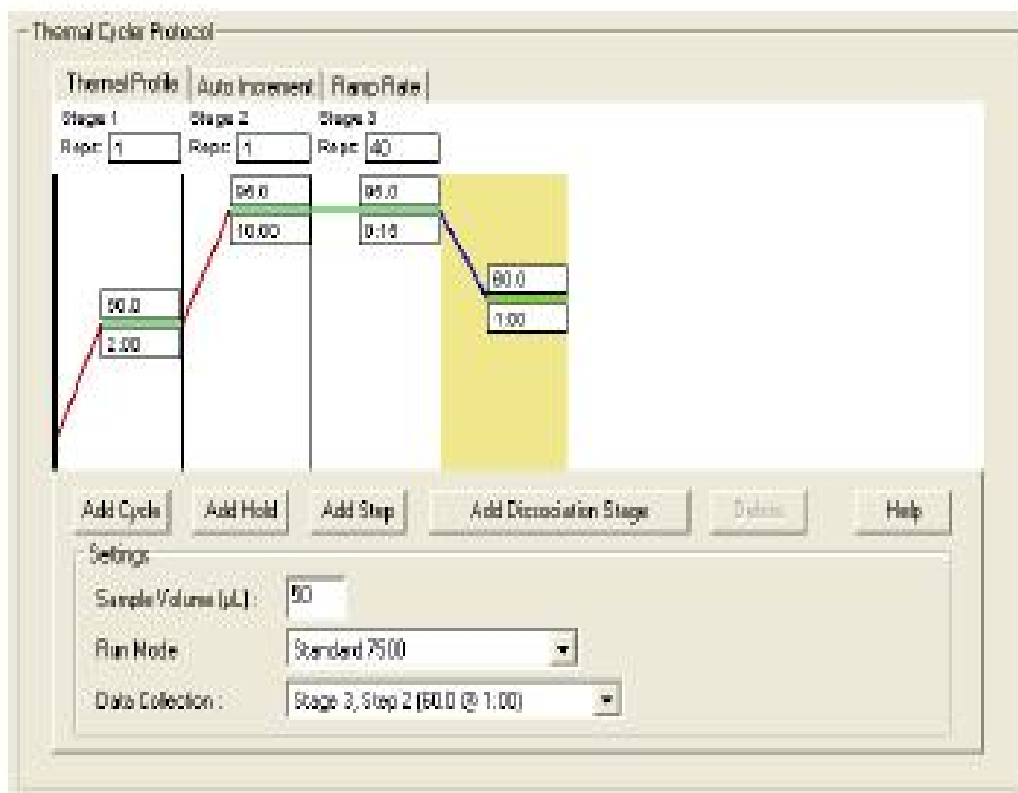 Thermal Cycler Protocol
Thermal Profile Auto Increment Ramp Rate
Stage 1 Stage 2 Stage 3
Reps: 1 Reps: 1 Reps: 40
95.0 95.0
10:00 0:15
60.0
1:00
50.0
2:00
Add Cycle Add Hold Add Step Add Dissociation Stage Delete Help
Settings
Sample Volume (µL) : 50
Run Mode Standard 7500
Data Collection : Stage 3, Step 2 (60.0 @ 1:00)